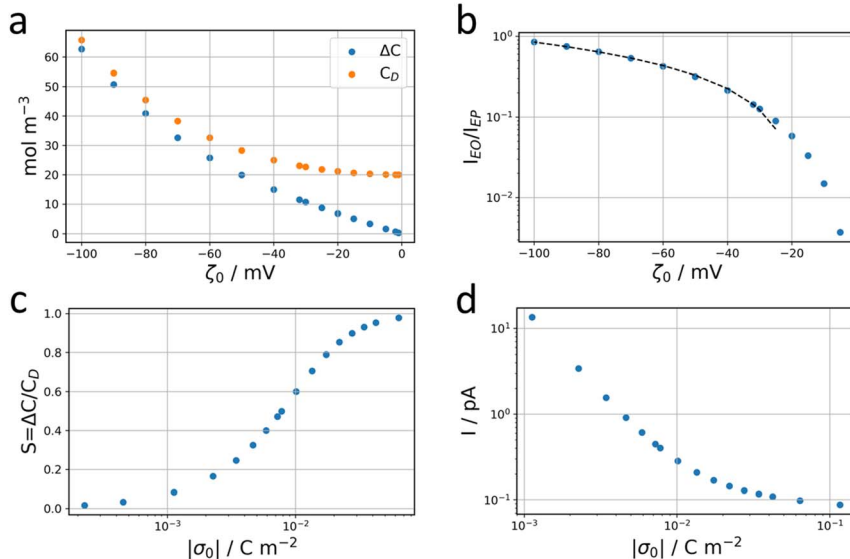 a
60
50
40
30
20
10
0
mol m⁻³
ΔC
C_D
−100
−80
−60
−40
−20
0
ζ₀ / mV
b
10⁰
10⁻¹
10⁻²
I_EO/I_EP
−100
−80
−60
−40
−20
ζ₀ / mV
c
1.0
0.8
0.6
0.4
0.2
0.0
S=ΔC/C_D
10⁻³
10⁻²
|σ₀| / C m⁻²
d
10¹
10⁰
10⁻¹
I / pA
10⁻³
10⁻²
10⁻¹
|σ₀| / C m⁻²